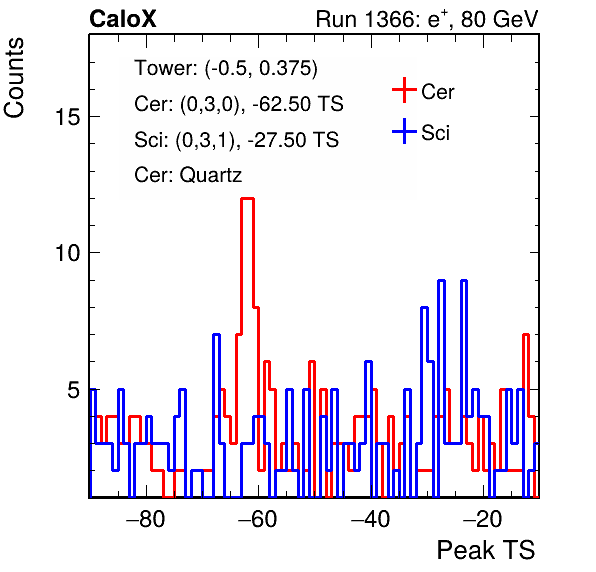 CaloX Run 1366: e⁺, 80 GeV
Counts
Tower: (-0.5, 0.375)
Cer: (0,3,0), -62.50 TS
Sci: (0,3,1), -27.50 TS
Cer: Quartz
Cer
Sci
15
10
5
−80 −60 −40 −20
Peak TS